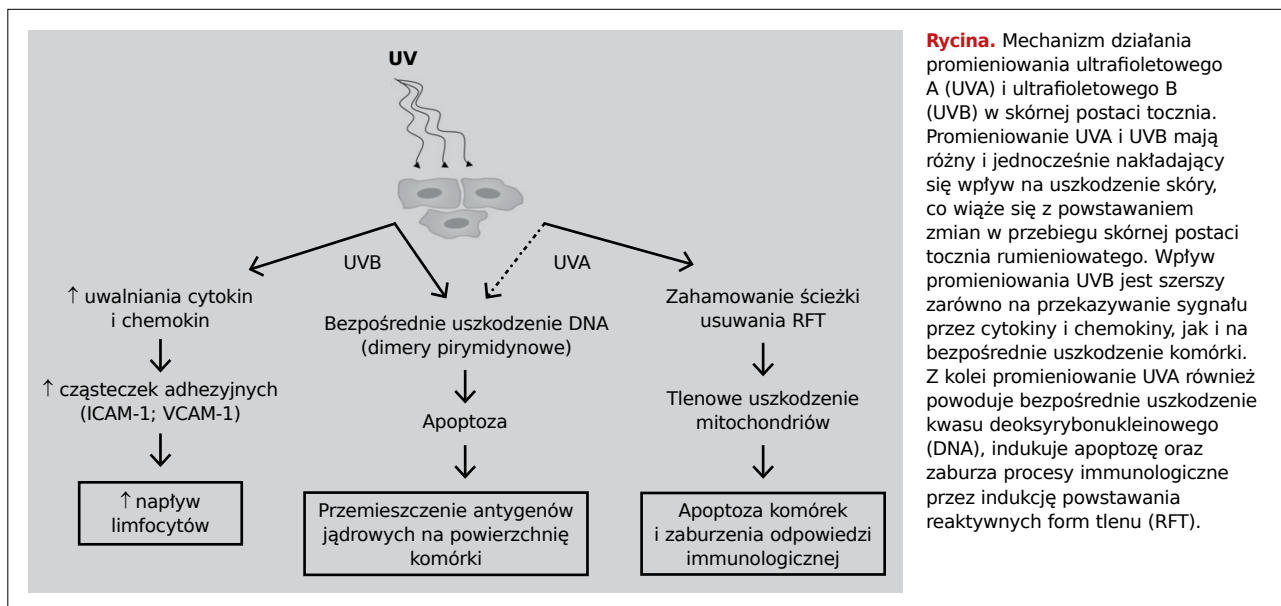 UV
UVB
UVA
↑ uwalniania cytokin
i chemokin
↑ cząsteczek adhezyjnych
(ICAM-1; VCAM-1)
↑ napływ
limfocytów
Bezpośrednie uszkodzenie DNA
(dimery pirymidynowe)
Apoptoza
Przemieszczenie antygenów
jądrowych na powierzchnię
komórki
Zahamowanie ścieżki
usuwania RFT
Tlenowe uszkodzenie
mitochondriów
Apoptoza komórek
i zaburzenia odpowiedzi
immunologicznej
Rycina. Mechanizm działania
promieniowania ultrafioletowego
A (UVA) i ultrafioletowego B
(UVB) w skórnej postaci tocznia.
Promieniowanie UVA i UVB mają
różny i jednocześnie nakładający
się wpływ na uszkodzenie skóry,
co wiąże się z powstawaniem
zmian w przebiegu skórnej postaci
tocznia rumieniowatego. Wpływ
promieniowania UVB jest szerszy
zarówno na przekazywanie sygnału
przez cytokiny i chemokiny, jak i na
bezpośrednie uszkodzenie komórki.
Z kolei promieniowanie UVA również
powoduje bezpośrednie uszkodzenie
kwasu deoksyrybonukleinowego
(DNA), indukuje apoptozę oraz
zaburza procesy immunologiczne
przez indukcję powstawania
reaktywnych form tlenu (RFT).